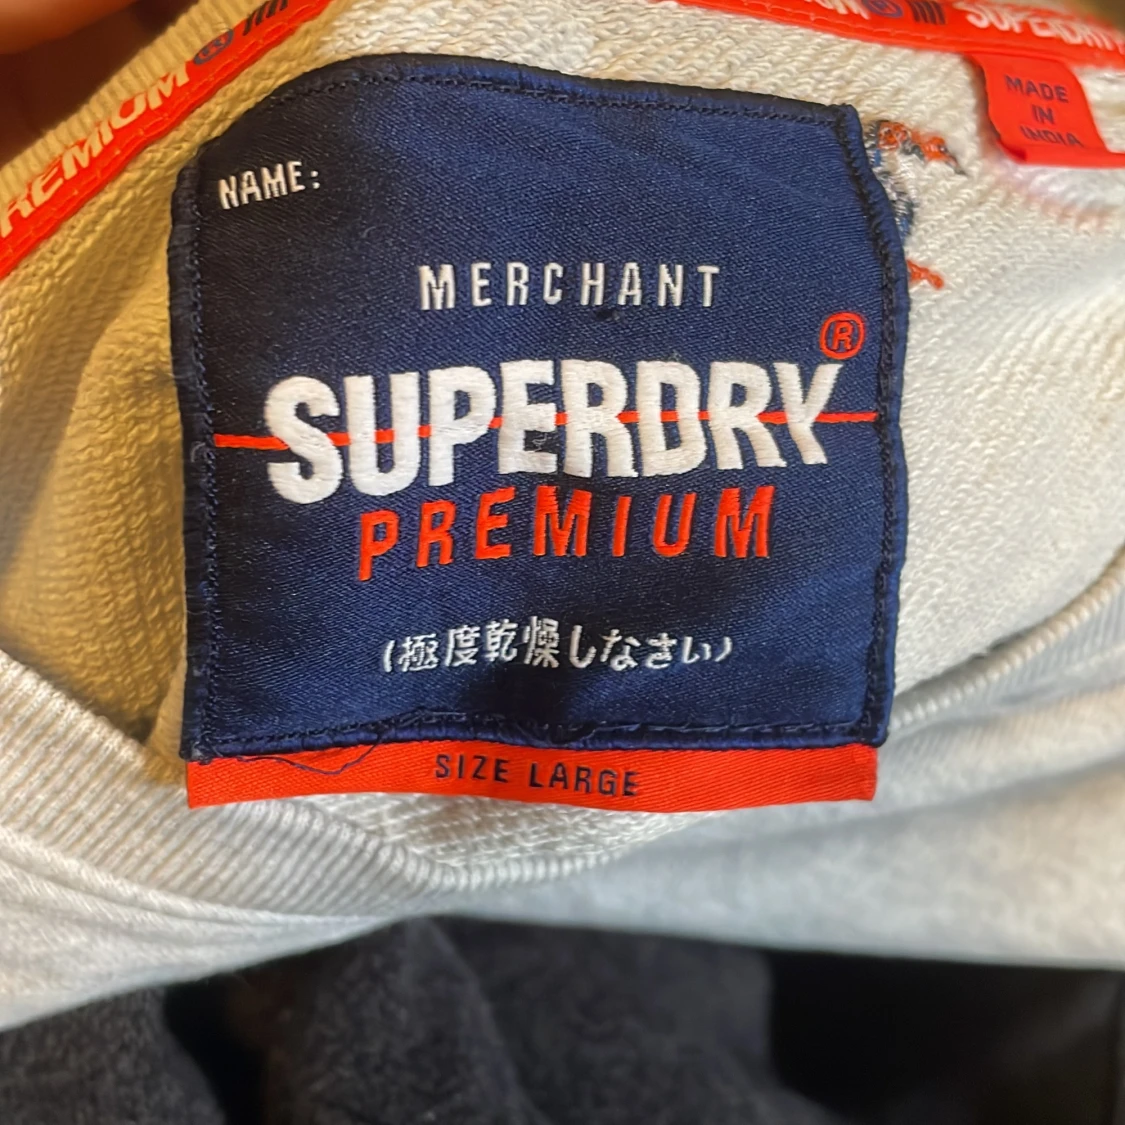 PREMIUM®
SUPERDRY
MADE
IN
INDIA
NAME:
MERCHANT
SUPERDRY®
PREMIUM
(極度乾燥しなさい)
SIZE LARGE